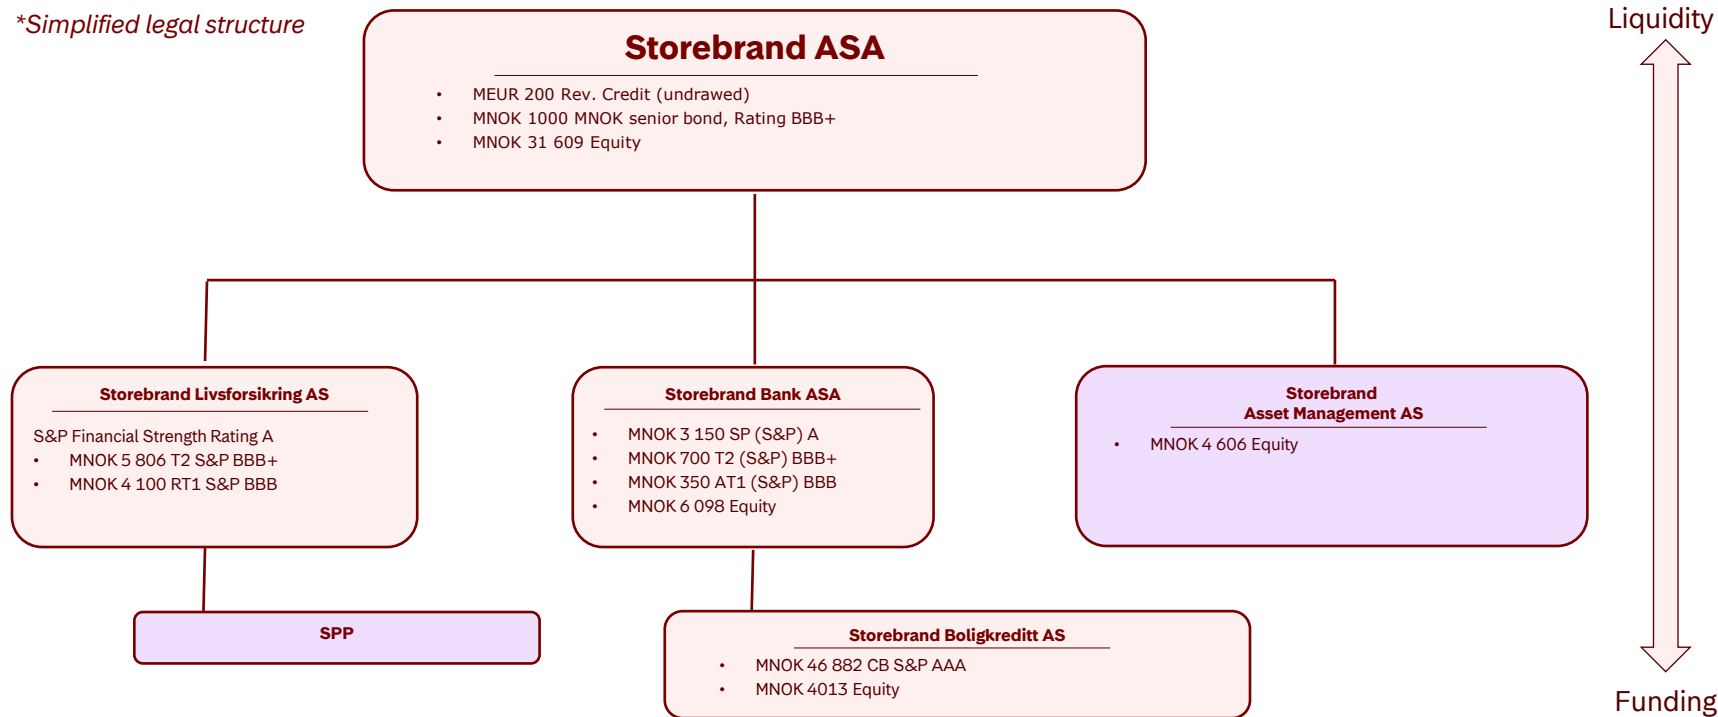 *Simplified legal structure
Liquidity
Storebrand ASA
• MEUR 200 Rev. Credit (undrawed)
• MNOK 1000 MNOK senior bond, Rating BBB+
• MNOK 31 609 Equity
Storebrand Livsforsikring AS
S&P Financial Strength Rating A
• MNOK 5 806 T2 S&P BBB+
• MNOK 4 100 RT1 S&P BBB
Storebrand Bank ASA
• MNOK 3 150 SP (S&P) A
• MNOK 700 T2 (S&P) BBB+
• MNOK 350 AT1 (S&P) BBB
• MNOK 6 098 Equity
Storebrand
Asset Management AS
• MNOK 4 606 Equity
SPP
Storebrand Boligkreditt AS
• MNOK 46 882 CB S&P AAA
• MNOK 4013 Equity
Funding